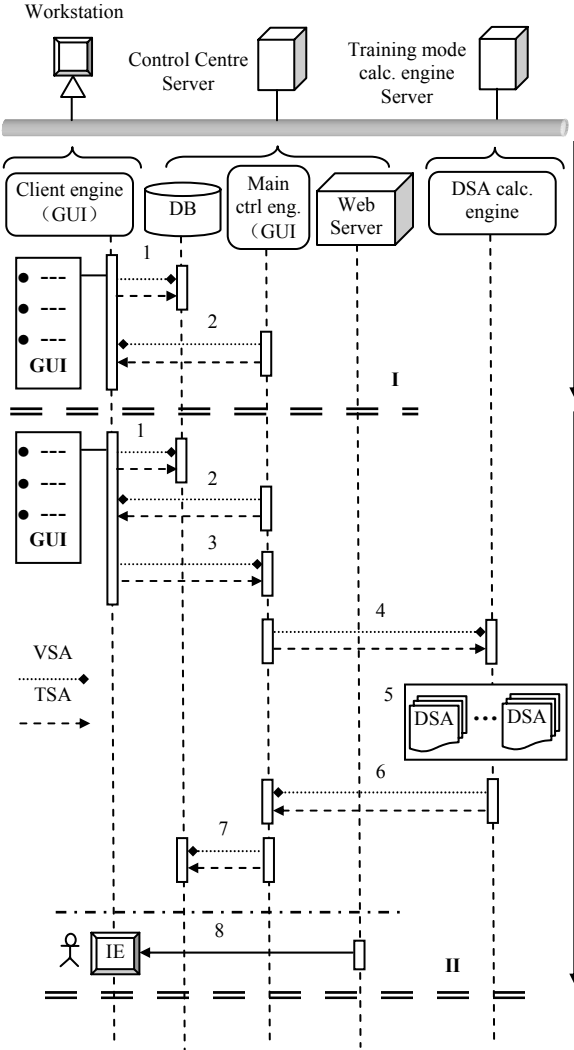 Workstation
Control Centre
Server
Training mode
calc. engine
Server
Client engine
（GUI）
DB
Main
ctrl eng.
（GUI
Web
Server
DSA calc.
engine
1
---
---
---
GUI
2
I
1
---
---
---
GUI
2
3
4
VSA
TSA
5
DSA
...
DSA
6
7
8
IE
II